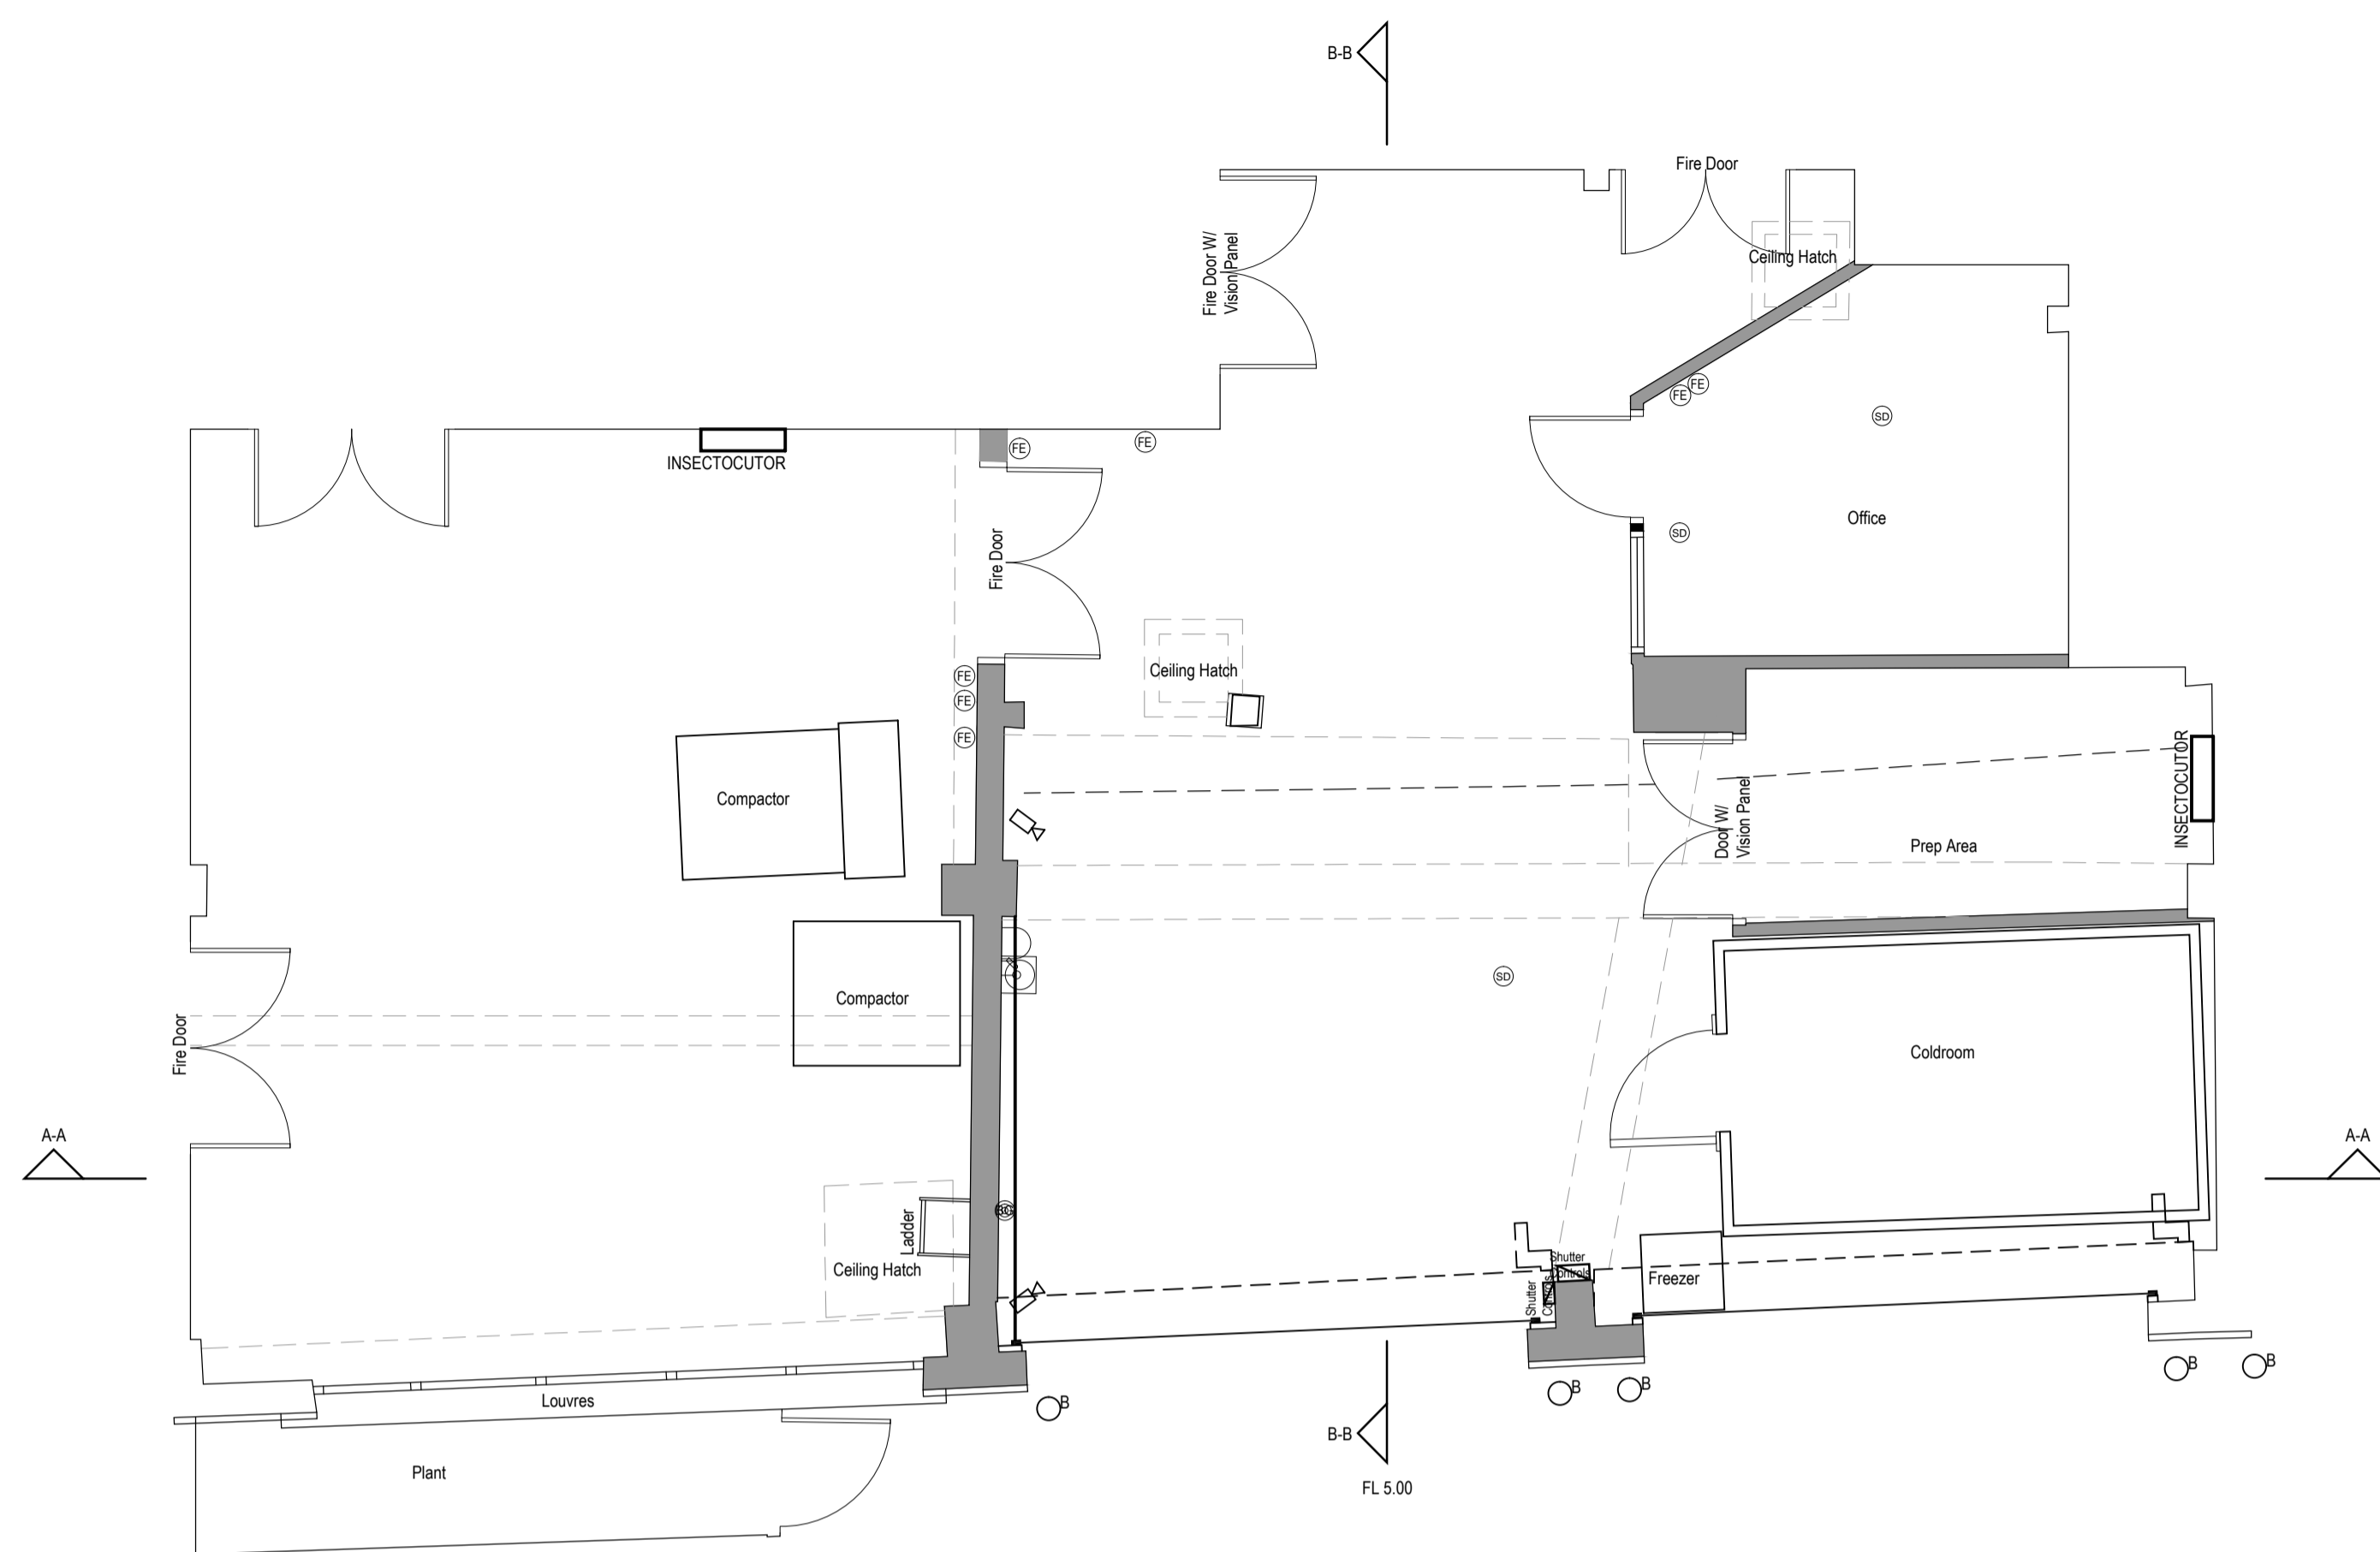 B-B
Fire Door
Fire Door W/
Vision Panel
Ceiling Hatch
FE
FE
SD
FE
FE
INSECTOCUTOR
Office
SD
Fire Door
Ceiling Hatch
FE
FE
FE
Compactor
Door W/
Vision Panel
INSECTOCUTOR
Prep Area
SD
Compactor
Fire Door
Coldroom
A-A
A-A
Ladder
Ceiling Hatch
Shutter
Controls
Shutter
Controls
Freezer
Louvres
B
B
B
B
B
B-B
Plant
FL 5.00